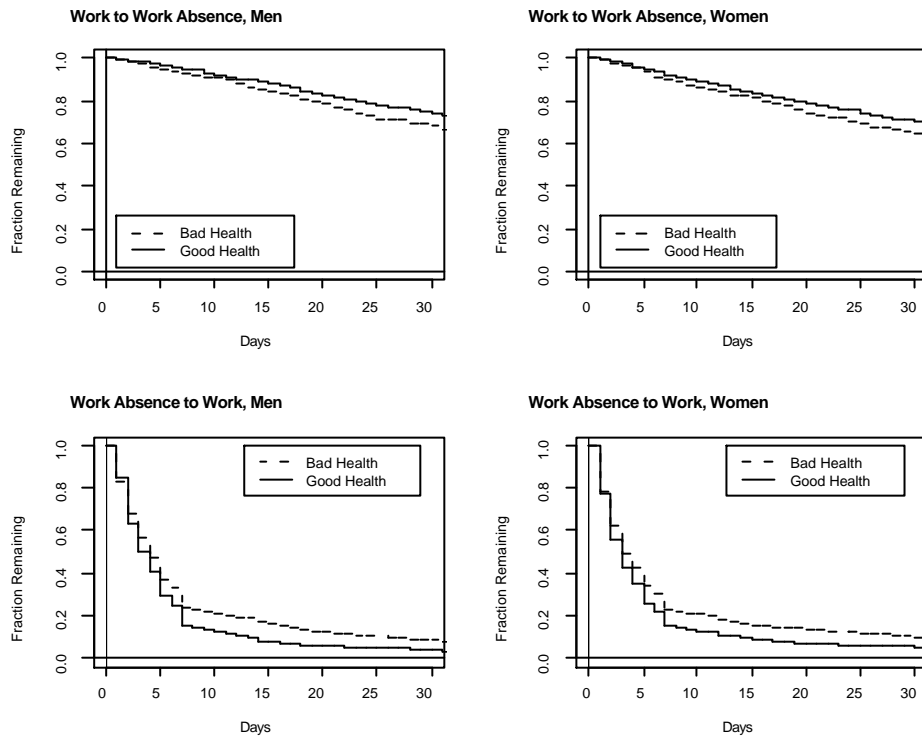 Work to Work Absence, Men
Fraction Remaining
1.0
0.8
0.6
0.4
0.2
0.0
Bad Health
Good Health
0 5 10 15 20 25 30
Days
Work to Work Absence, Women
Fraction Remaining
1.0
0.8
0.6
0.4
0.2
0.0
Bad Health
Good Health
0 5 10 15 20 25 30
Days
Work Absence to Work, Men
Fraction Remaining
1.0
0.8
0.6
0.4
0.2
0.0
Bad Health
Good Health
0 5 10 15 20 25 30
Days
Work Absence to Work, Women
Fraction Remaining
1.0
0.8
0.6
0.4
0.2
0.0
Bad Health
Good Health
0 5 10 15 20 25 30
Days